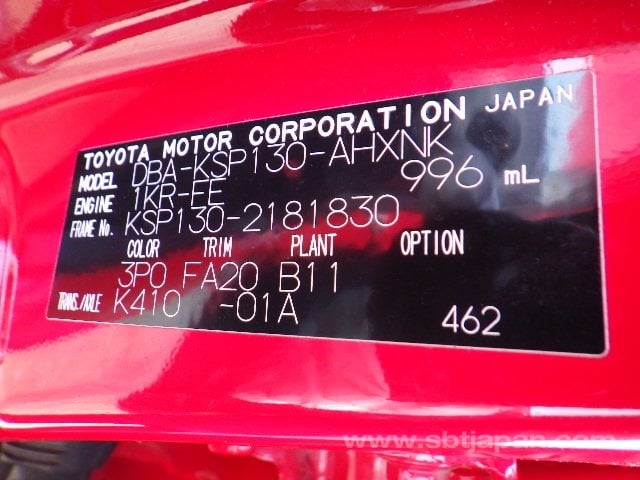 TOYOTA MOTOR CORPORATION JAPAN
MODEL DBA-KSP130-AHXNK
ENGINE 1KR-FE 996 mL
FRAME No. KSP130-2181830
COLOR TRIM PLANT OPTION
3P0 FA20 B11
TRANS./AXLE K410 -01A
462
www.sbtjapan.com